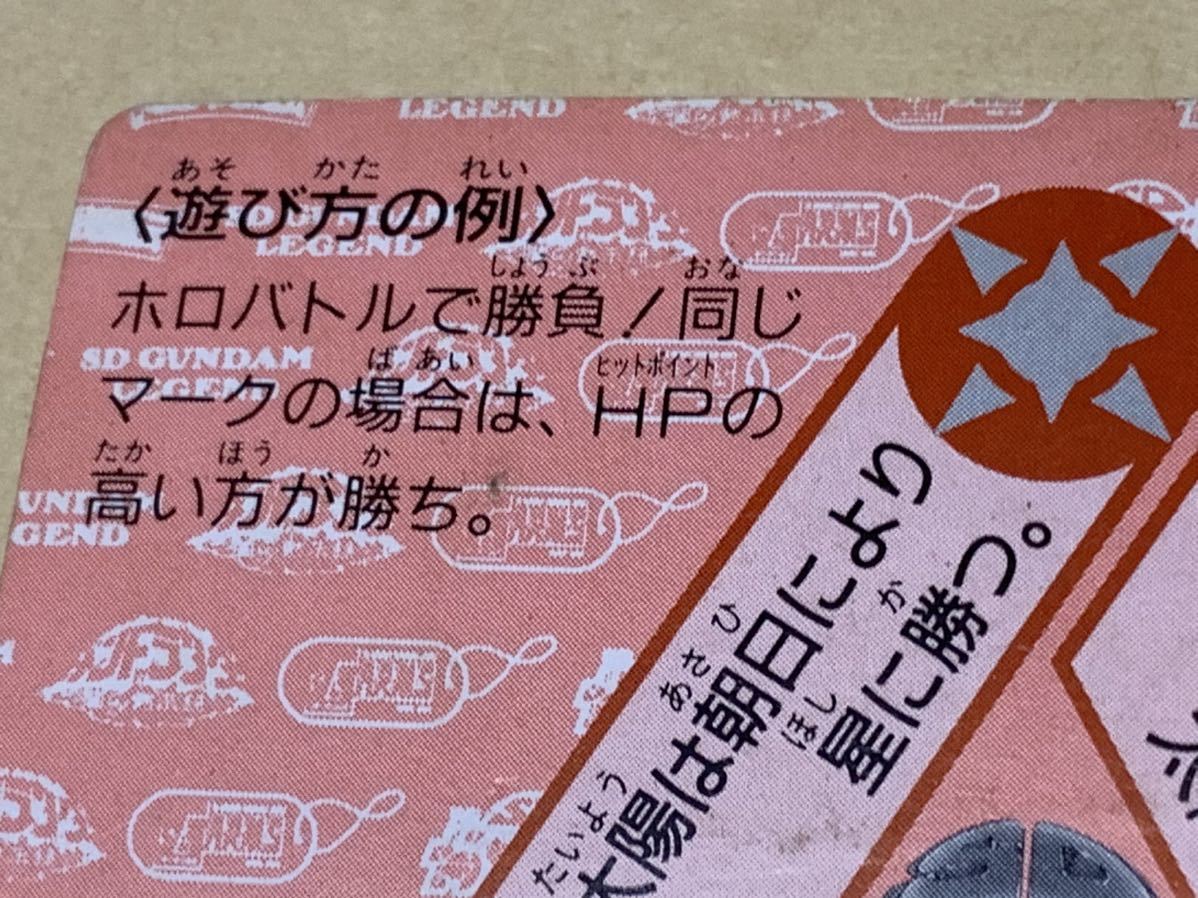 LEGEND
〈遊び方の例〉
ホロバトルで勝負！同じ
マークの場合は、HPの
高い方が勝ち。
SD GUNDAM
LEGEND
太陽は朝日により
星に勝つ。